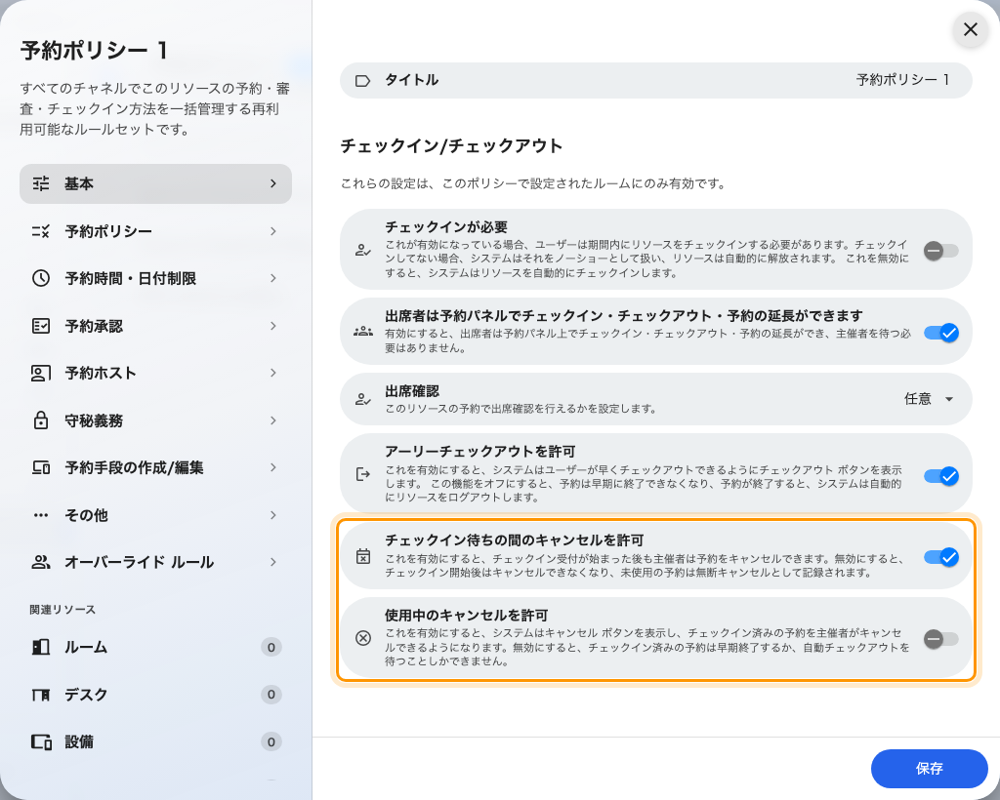 予約ポリシー 1
すべてのチャネルでこのリソースの予約・審
査・チェックイン方法を一括管理する再利
用可能なルールセットです。
基本
予約ポリシー
予約時間・日付制限
予約承認
予約ホスト
守秘義務
予約手段の作成/編集
その他
オーバーライド ルール
関連リソース
ルーム 0
デスク 0
設備 0
タイトル 予約ポリシー 1
チェックイン/チェックアウト
これらの設定は、このポリシーで設定されたルームにのみ有効です。
チェックインが必要
これが有効になっている場合、ユーザーは期間内にリソースをチェックインする必要があります。チェックイ
ンしてない場合、システムはそれをノーショーとして扱い、リソースは自動的に解放されます。 これを無効に
すると、システムはリソースを自動的にチェックインします。
出席者は予約パネルでチェックイン・チェックアウト・予約の延長ができます
有効にすると、出席者は予約パネル上でチェックイン・チェックアウト・予約の延長ができ、主催者を待つ必
要はありません。
出席確認
このリソースの予約で出席確認を行えるかを設定します。
任意
アーリーチェックアウトを許可
これを有効にすると、システムはユーザーが早くチェックアウトできるようにチェックアウト ボタンを表示
します。 この機能をオフにすると、予約は早期に終了できなくなり、予約が終了すると、システムは自動的
にリソースをログアウトします。
チェックイン待ちの間のキャンセルを許可
これを有効にすると、チェックイン受付が始まった後も主催者は予約をキャンセルできます。無効にすると、
チェックイン開始後はキャンセルできなくなり、未使用の予約は無断キャンセルとして記録されます。
使用中のキャンセルを許可
これを有効にすると、システムはキャンセル ボタンを表示し、チェックイン済みの予約を主催者がキャンセ
ルできるようになります。無効にすると、チェックイン済みの予約は早期終了するか、自動チェックアウトを
待つことしかできません。
保存